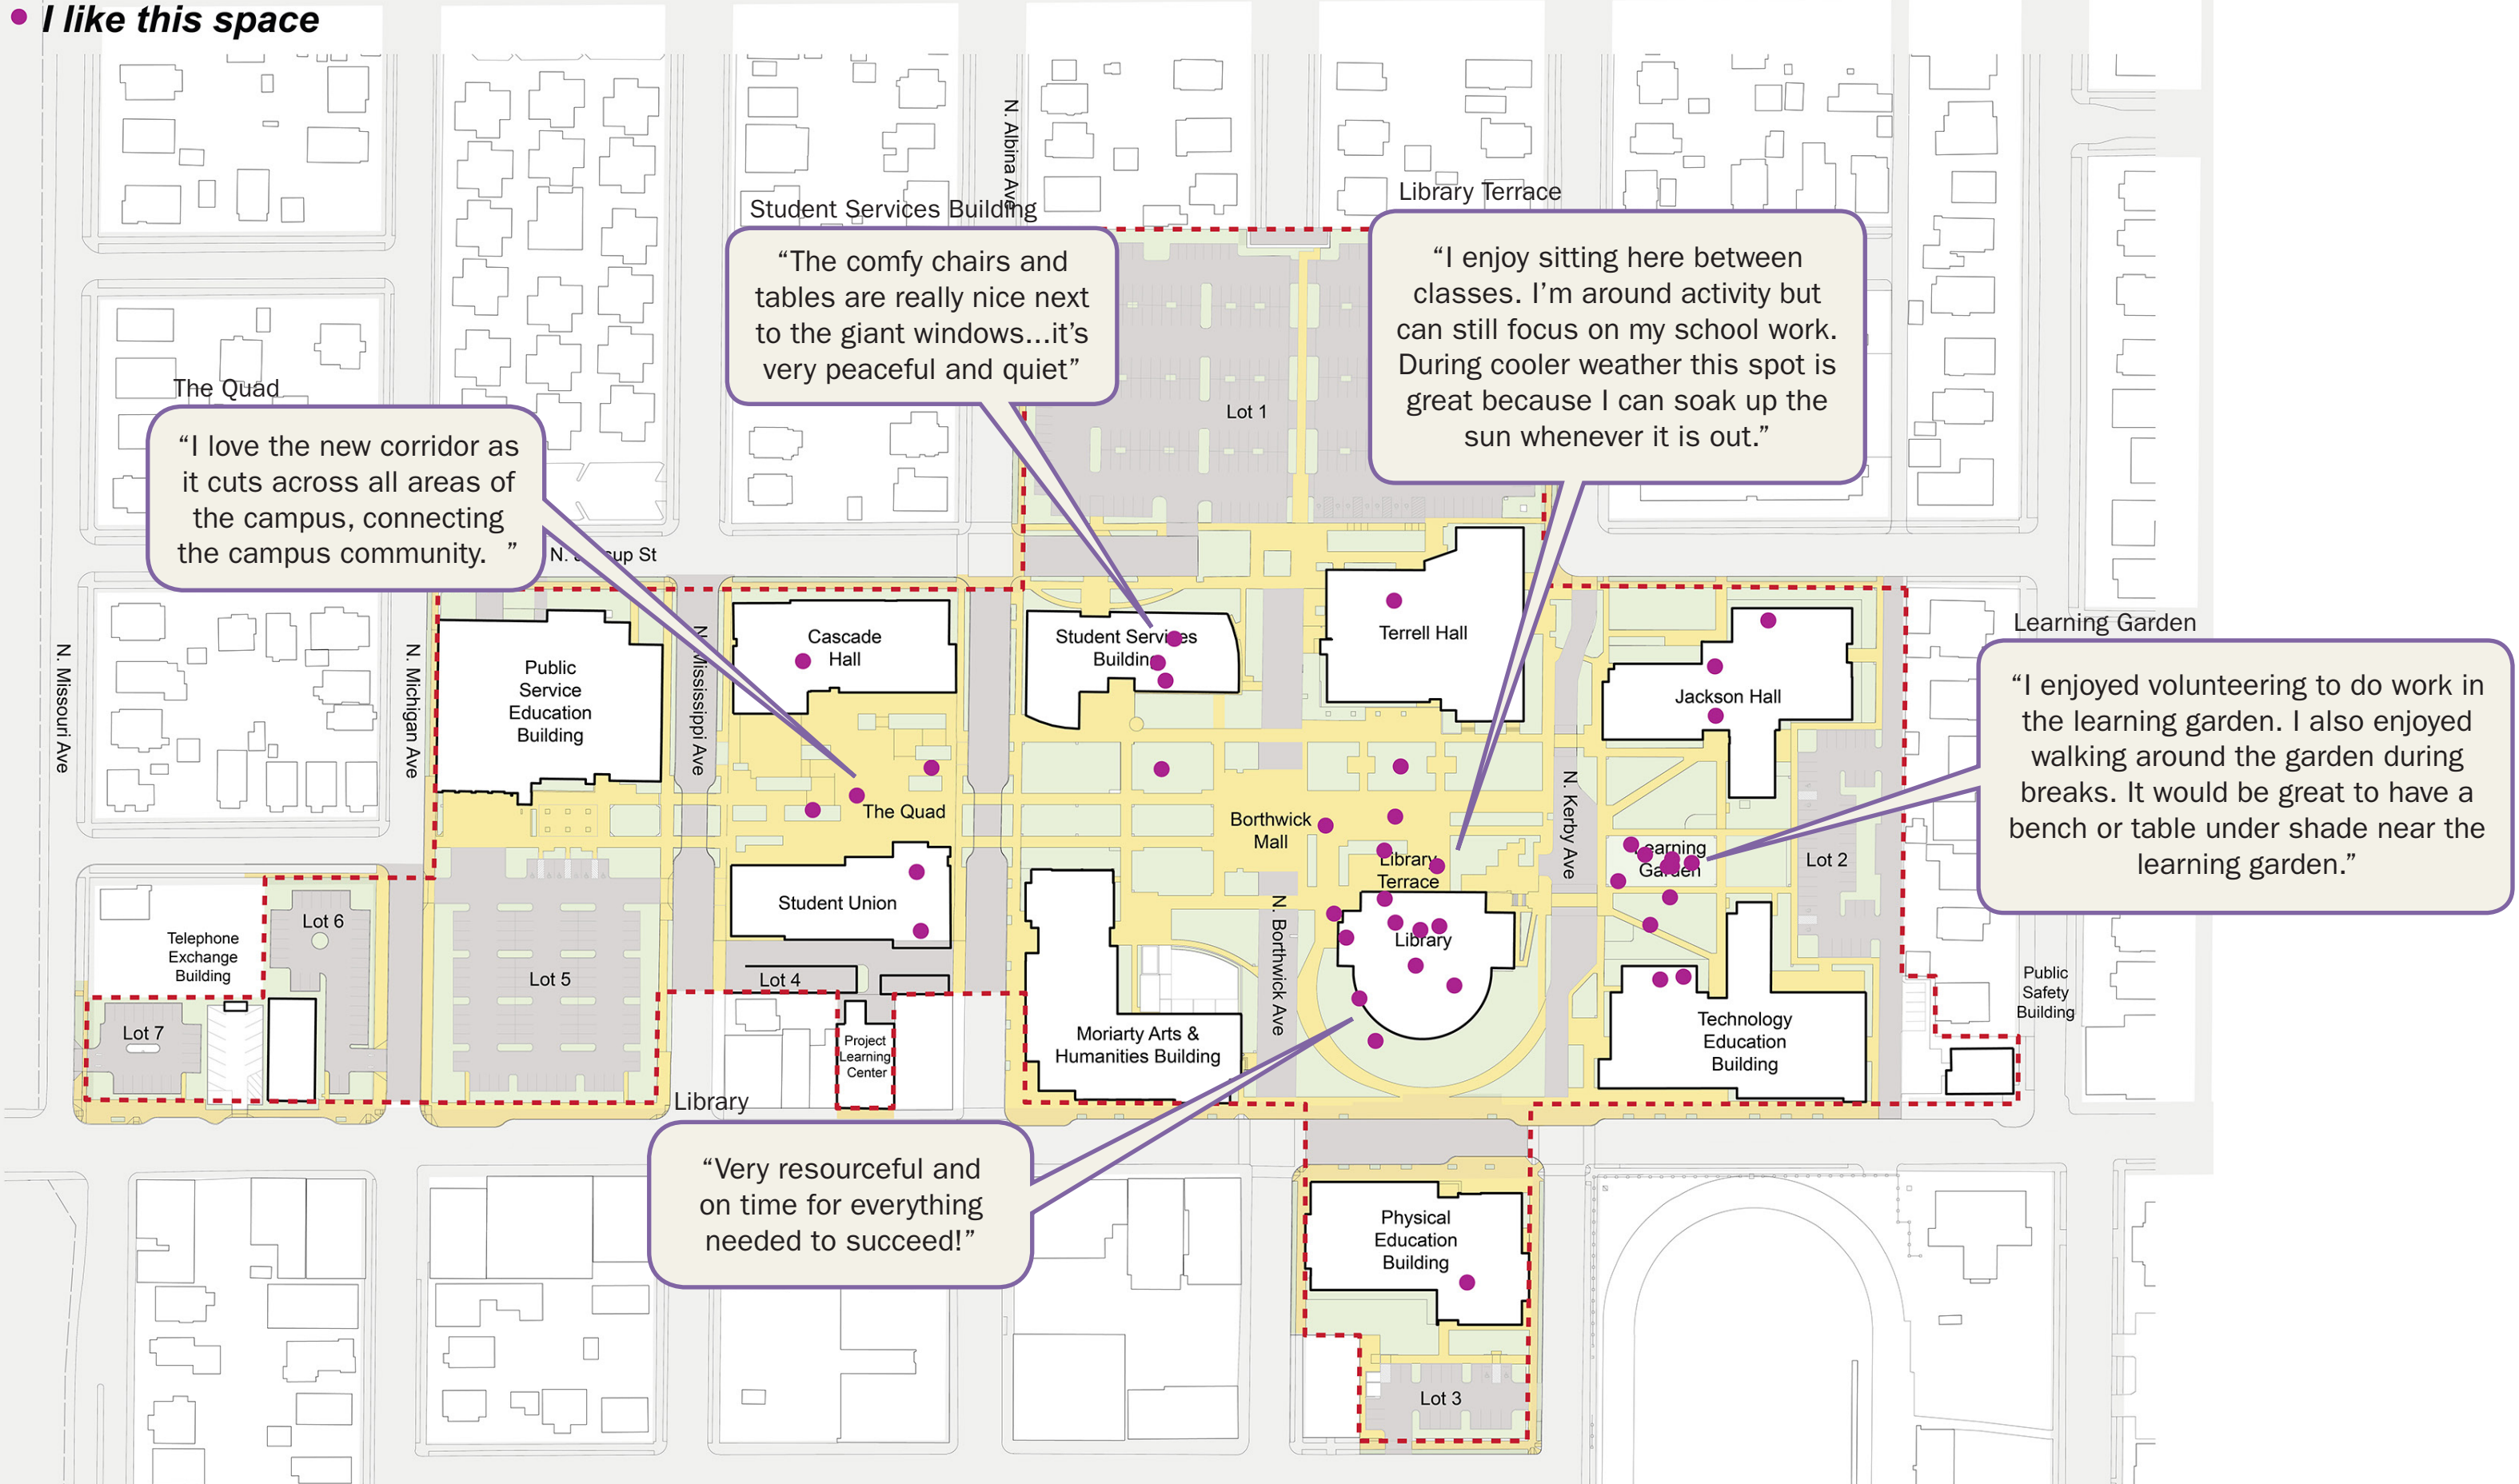 I like this space
N. Albina Ave
Student Services Building
“The comfy chairs and
tables are really nice next
to the giant windows...it’s
very peaceful and quiet”
Library Terrace
“I enjoy sitting here between
classes. I’m around activity but
can still focus on my school work.
During cooler weather this spot is
great because I can soak up the
sun whenever it is out.”
The Quad
“I love the new corridor as
it cuts across all areas of
the campus, connecting
the campus community.   ”
Lot 1
N. Missouri Ave
N. Michigan Ave
N. Mississippi Ave
Public
Service
Education
Building
Cascade
Hall
Student Services
Building
Terrell Hall
Jackson Hall
Learning Garden
“I enjoyed volunteering to do work in
the learning garden. I also enjoyed
walking around the garden during
breaks. It would be great to have a
bench or table under shade near the
learning garden.”
The Quad
Borthwick
Mall
N. Kerby Ave
Library
Terrace
Learning
Garden
Lot 2
Student Union
Telephone
Exchange
Building
Lot 6
Lot 5
Lot 4
Lot 7
Project
Learning
Center
Moriarty Arts &
Humanities Building
N. Borthwick Ave
Library
Technology
Education
Building
Public
Safety
Building
Library
“Very resourceful and
on time for everything
needed to succeed!”
Physical
Education
Building
Lot 3